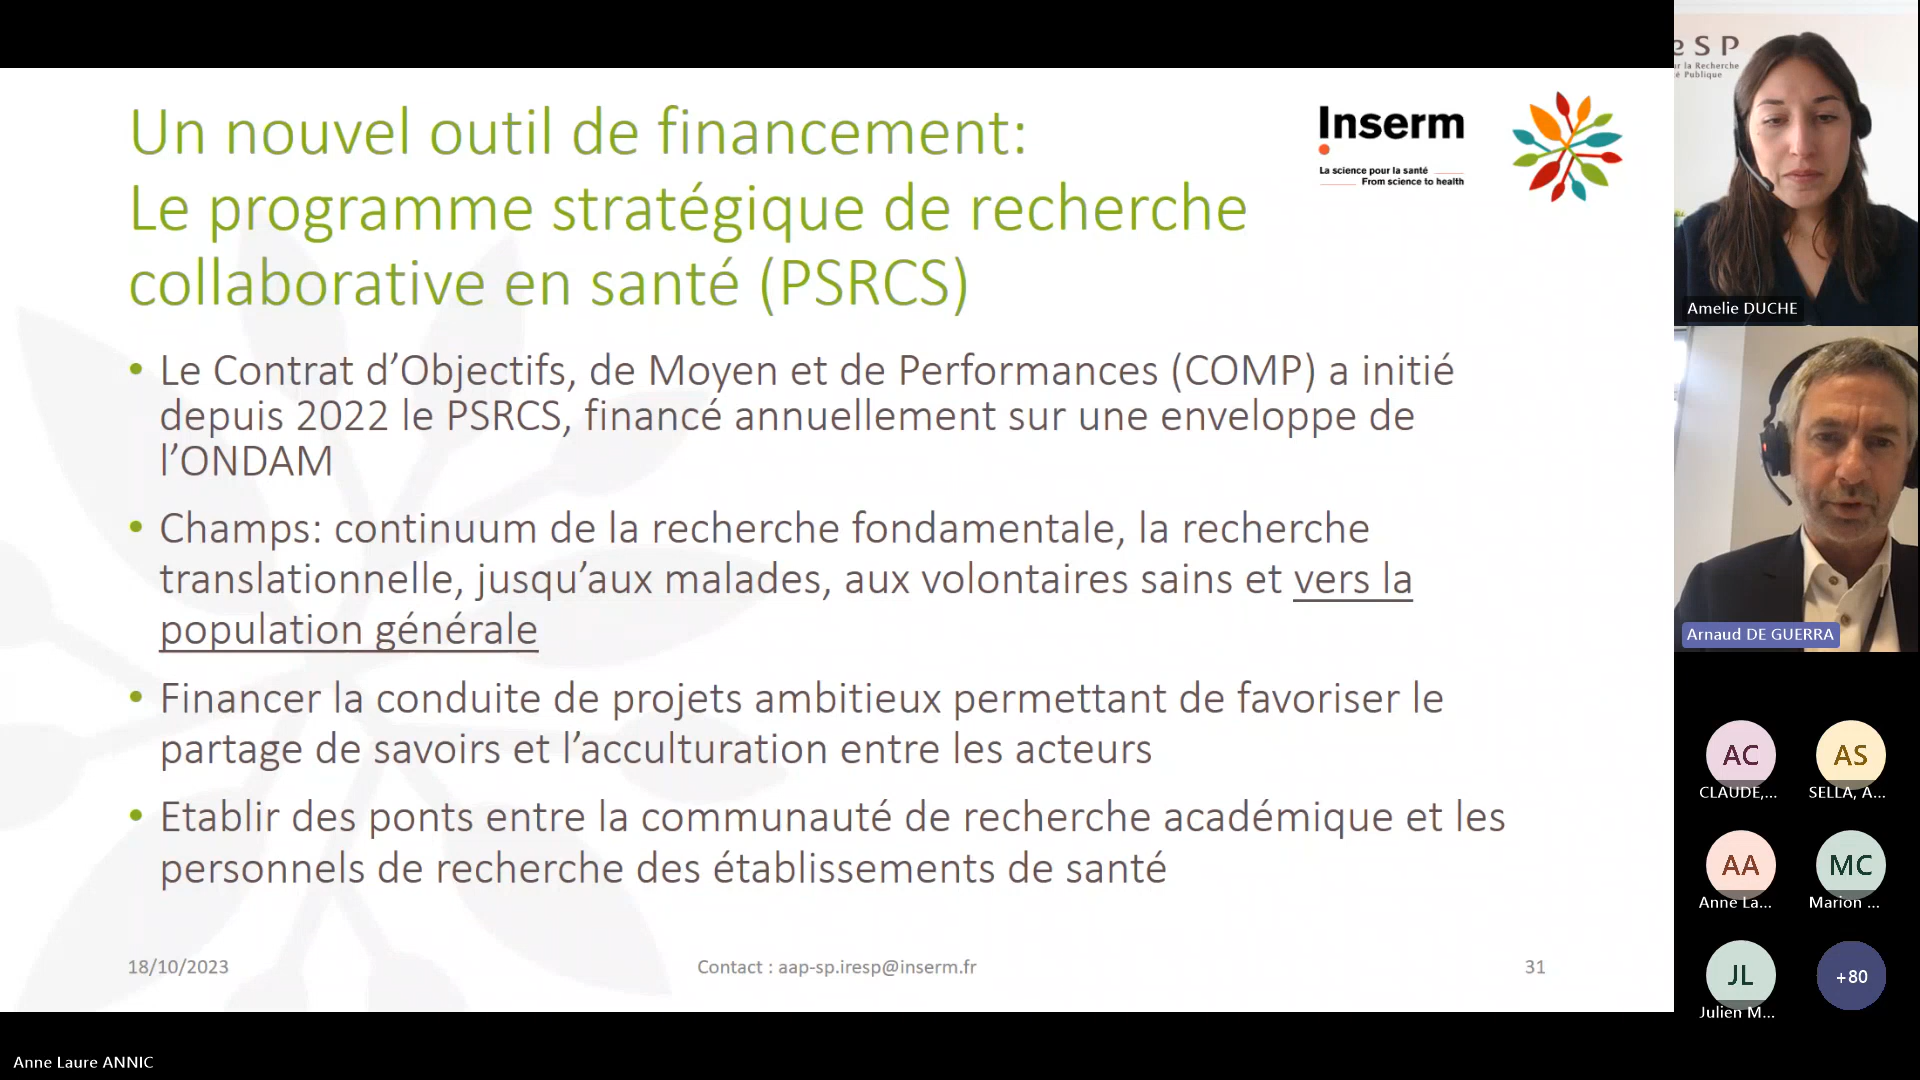 Un nouvel outil de financement:
Le programme stratégique de recherche
collaborative en santé (PSRCS)
Inserm
La science pour la santé
From science to health
• Le Contrat d’Objectifs, de Moyen et de Performances (COMP) a initié
depuis 2022 le PSRCS, financé annuellement sur une enveloppe de
l’ONDAM
• Champs: continuum de la recherche fondamentale, la recherche
translationnelle, jusqu’aux malades, aux volontaires sains et vers la
population générale
• Financer la conduite de projets ambitieux permettant de favoriser le
partage de savoirs et l’acculturation entre les acteurs
• Etablir des ponts entre la communauté de recherche académique et les
personnels de recherche des établissements de santé
18/10/2023
Contact : aap-sp.iresp@inserm.fr
31
e S P
ur la Recherche
é Publique
Amelie DUCHE
Arnaud DE GUERRA
AC
CLAUDE,...
AS
SELLA, A...
AA
Anne La...
MC
Marion ...
JL
Julien M...
+80
Anne Laure ANNIC